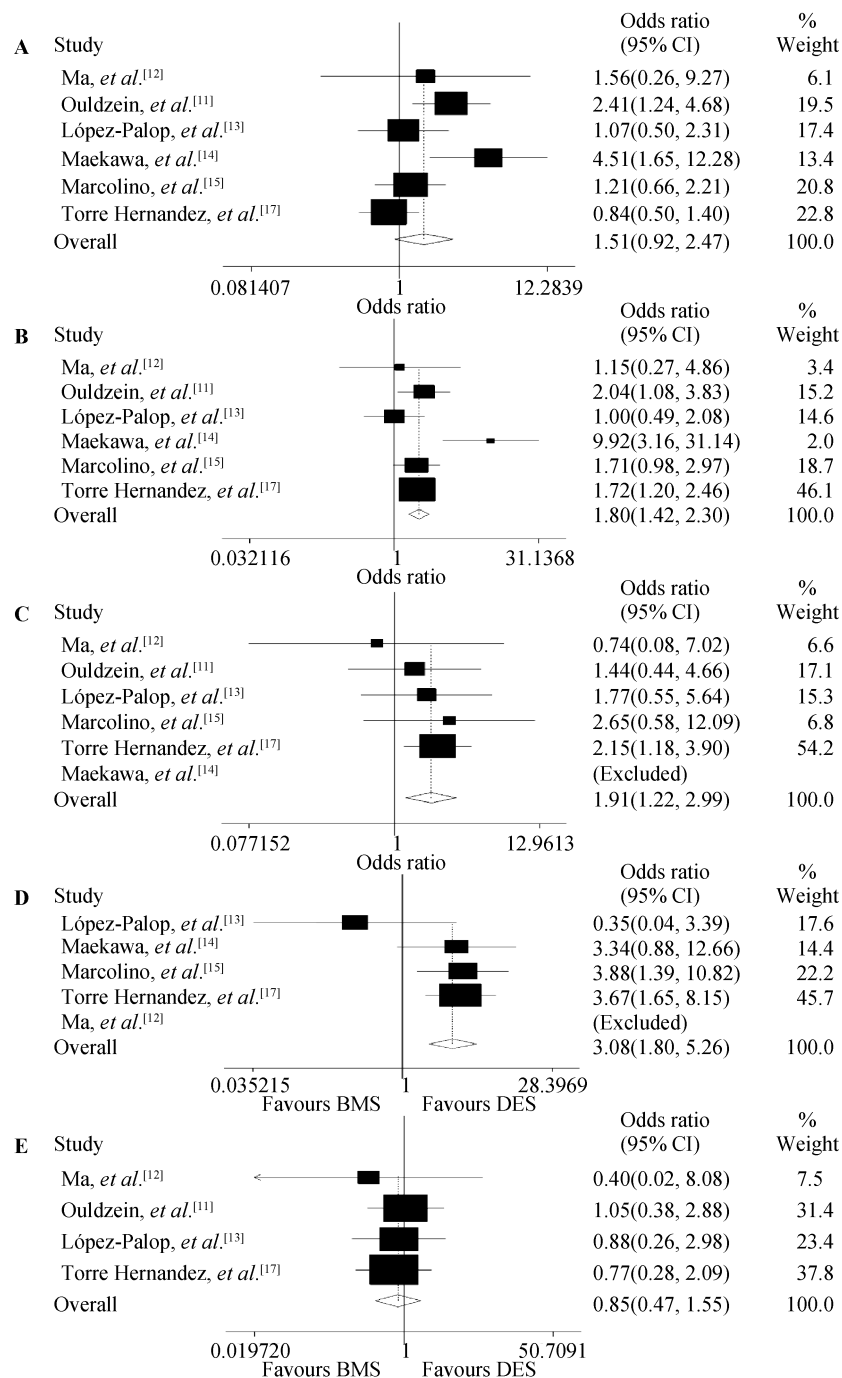 Odds ratio %
A Study (95% CI) Weight
Ma, et al.[12] 1.56(0.26, 9.27) 6.1
Ouldzein, et al.[11] 2.41(1.24, 4.68) 19.5
López-Palop, et al.[13] 1.07(0.50, 2.31) 17.4
Maekawa, et al.[14] 4.51(1.65, 12.28) 13.4
Marcolino, et al.[15] 1.21(0.66, 2.21) 20.8
Torre Hernandez, et al.[17] 0.84(0.50, 1.40) 22.8
Overall 1.51(0.92, 2.47) 100.0
0.081407 1 12.2839
Odds ratio
Odds ratio %
B Study (95% CI) Weight
Ma, et al.[12] 1.15(0.27, 4.86) 3.4
Ouldzein, et al.[11] 2.04(1.08, 3.83) 15.2
López-Palop, et al.[13] 1.00(0.49, 2.08) 14.6
Maekawa, et al.[14] 9.92(3.16, 31.14) 2.0
Marcolino, et al.[15] 1.71(0.98, 2.97) 18.7
Torre Hernandez, et al.[17] 1.72(1.20, 2.46) 46.1
Overall 1.80(1.42, 2.30) 100.0
0.032116 1 31.1368
Odds ratio
Odds ratio %
C Study (95% CI) Weight
Ma, et al.[12] 0.74(0.08, 7.02) 6.6
Ouldzein, et al.[11] 1.44(0.44, 4.66) 17.1
López-Palop, et al.[13] 1.77(0.55, 5.64) 15.3
Marcolino, et al.[15] 2.65(0.58, 12.09) 6.8
Torre Hernandez, et al.[17] 2.15(1.18, 3.90) 54.2
Maekawa, et al.[14] (Excluded)
Overall 1.91(1.22, 2.99) 100.0
0.077152 1 12.9613
Odds ratio
Odds ratio %
D Study (95% CI) Weight
López-Palop, et al.[13] 0.35(0.04, 3.39) 17.6
Maekawa, et al.[14] 3.34(0.88, 12.66) 14.4
Marcolino, et al.[15] 3.88(1.39, 10.82) 22.2
Torre Hernandez, et al.[17] 3.67(1.65, 8.15) 45.7
Ma, et al.[12] (Excluded)
Overall 3.08(1.80, 5.26) 100.0
0.035215 1 28.3969
Favours BMS Favours DES
Odds ratio %
E Study (95% CI) Weight
Ma, et al.[12] 0.40(0.02, 8.08) 7.5
Ouldzein, et al.[11] 1.05(0.38, 2.88) 31.4
López-Palop, et al.[13] 0.88(0.26, 2.98) 23.4
Torre Hernandez, et al.[17] 0.77(0.28, 2.09) 37.8
Overall 0.85(0.47, 1.55) 100.0
0.019720 1 50.7091
Favours BMS Favours DES